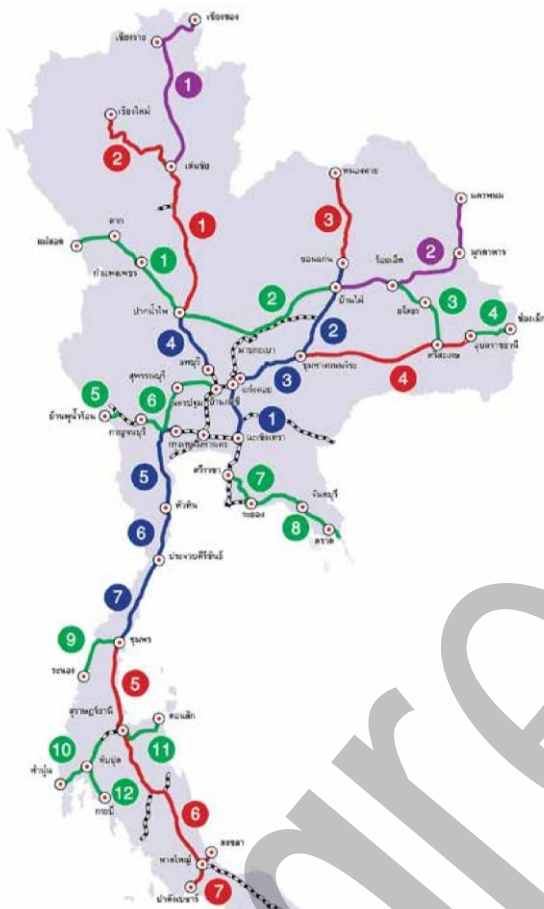 เชียงของ
เชียงราย
1
เชียงใหม่
2
เด่นชัย
หนองคาย
นครพนม
3
1
ตาก
แม่สอด
1
กำแพงเพชร
ขอนแก่น
ร้อยเอ็ด
2
มุกดาหาร
2
บ้านไผ่
ยโสธร
3
4
ช่องเม็ก
ปากน้ำโพ
2
อุบลราชธานี
ศรีสะเกษ
4
มาบกะเบา
ชุมทางถนนจิระ
ลพบุรี
3
4
แก่งคอย
สุพรรณบุรี
5
6
นครปฐม
บ้านภาชี
บ้านพุน้ำร้อน
กาญจนบุรี
1
กรุงเทพมหานคร
ฉะเชิงเทรา
5
ศรีราชา
7
จันทบุรี
หัวหิน
ระยอง
8
6
ตราด
ประจวบคีรีขันธ์
7
9
ชุมพร
ระนอง
5
สุราษฎร์ธานี
ดอนสัก
10
11
ทับปุด
ท่านุ่น
12
กระบี่
6
สงขลา
หาดใหญ่
7
ปาดังเบซาร์